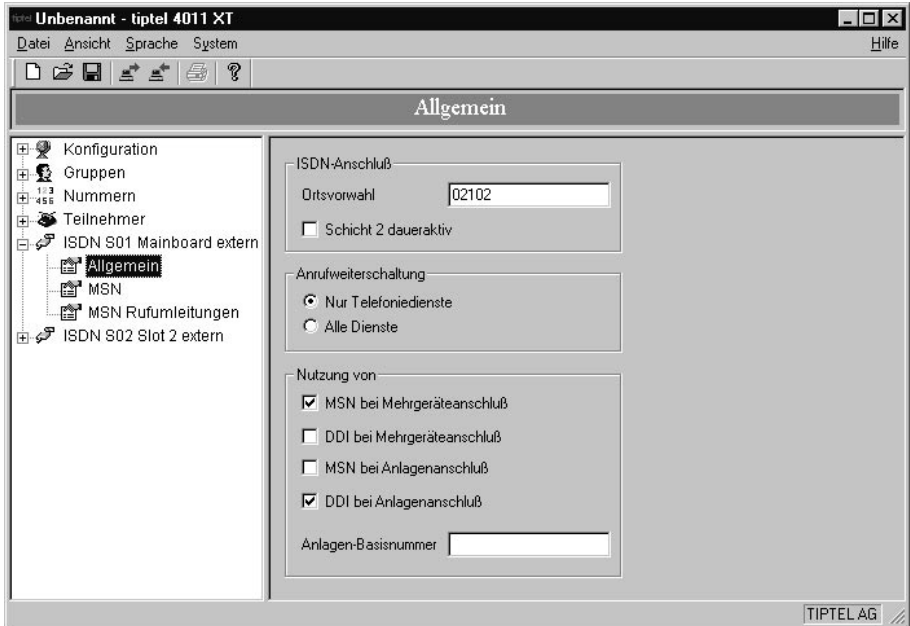 tiptel Unbenannt - tiptel 4011 XT
Datei Ansicht Sprache System Hilfe
Allgemein
Konfiguration
Gruppen
123
456 Nummern
Teilnehmer
ISDN S01 Mainboard extern
Allgemein
MSN
MSN Rufumleitungen
ISDN S02 Slot 2 extern
ISDN-Anschluß
Ortsvorwahl 02102
Schicht 2 daueraktiv
Anrufweiterschaltung
Nur Telefoniedienste
Alle Dienste
Nutzung von
MSN bei Mehrgeräteanschluß
DDI bei Mehrgeräteanschluß
MSN bei Anlagenanschluß
DDI bei Anlagenanschluß
Anlagen-Basisnummer
TIPTEL AG